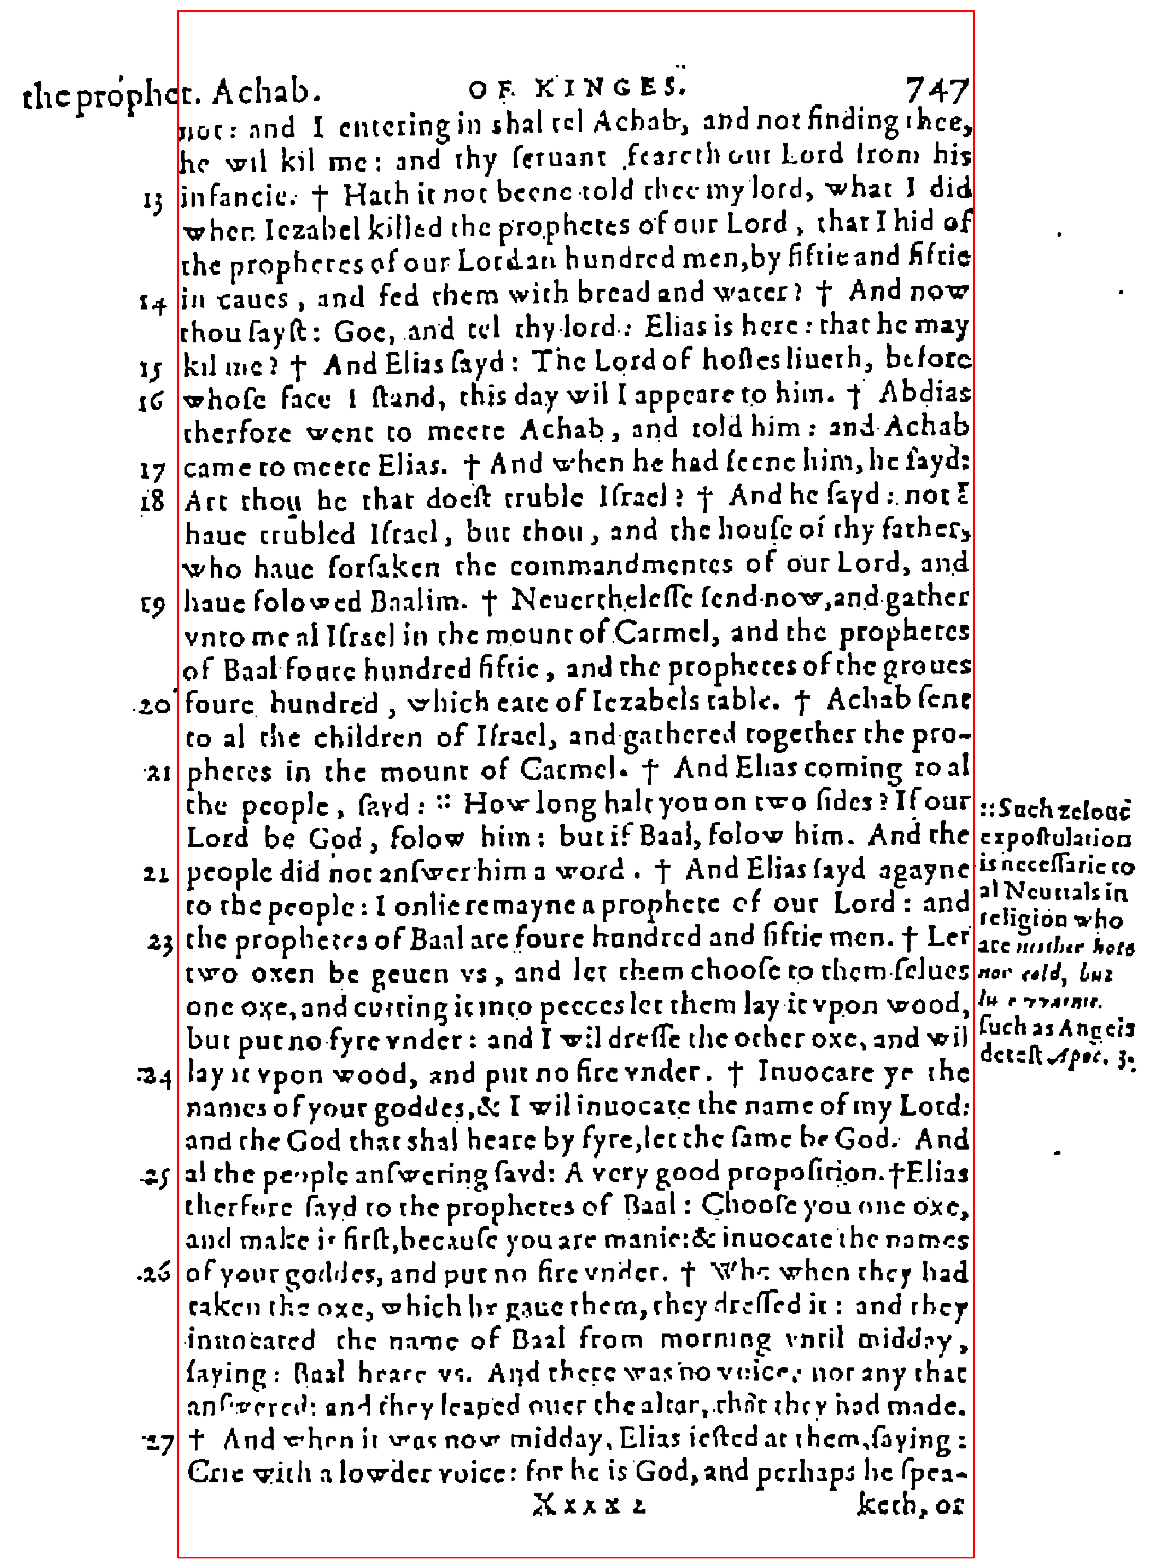 the prophet. Achab. OF KINGES. 747
not: and I entering in shal tel Achab, and not finding thee,
he wil kil me: and thy ſeruant feareth our Lord from his
13 infancie. † Hath it not beene told thee my lord, what I did
when Iezabel killed the prophetes of our Lord, that I hid of
the prophetes of our Lord an hundred men, by fiftie and fiftie
14 in caues, and fed them with bread and water? † And now
thou ſayſt: Goe, and tel thy lord: Elias is here: that he may
15 kil me? † And Elias ſayd: The Lord of hoſtes liueth, before
16 whoſe face I ſtand, this day wil I appeare to him. † Abdias
therfore went to meete Achab, and told him: and Achab
17 came to meete Elias. † And when he had ſeene him, he ſayd:
18 Art thou he that doeſt truble Iſrael? † And he ſayd: not I
haue trubled Iſrael, but thou, and the houſe of thy father,
who haue forſaken the commandmentes of our Lord, and
19 haue folowed Baalim. † Neuertheleſſe ſend now, and gather
vnto me al Iſrael in the mount of Carmel, and the prophetes
of Baal foure hundred fiftie, and the prophetes of the groues
20 foure hundred, which eate of Iezabels table. † Achab ſent
to al the children of Iſrael, and gathered together the pro-
21 phetes in the mount of Carmel. † And Elias coming to al
the people, ſayd: :: How long halt you on two ſides? If our
Lord be God, folow him: but if Baal, folow him. And the
21 people did not anſwer him a word. † And Elias ſayd agayne
to the people: I onlie remayne a prophete of our Lord: and
23 the prophetes of Baal are foure hundred and fiftie men. † Let
two oxen be geuen vs, and let them chooſe to them ſelues
one oxe, and cutting it into peeces let them lay it vpon wood,
but put no fyre vnder: and I wil dreſſe the other oxe, and wil
24 lay it vpon wood, and put no fire vnder. † Inuocate ye the
names of your goddes, & I wil inuocate the name of my Lord:
and the God that shal heare by fyre, let the ſame be God. And
25 al the people anſwering ſayd: A very good propoſition. † Elias
therfore ſayd to the prophetes of Baal: Chooſe you one oxe,
and make it firſt, becauſe you are manie: & inuocate the names
26 of your goddes, and put no fire vnder. † Who when they had
taken the oxe, which he gaue them, they dreſſed it: and they
inuocated the name of Baal from morning vntil midday,
ſaying: Baal heare vs. And there was no voice, nor any that
anſwered: and they leaped ouer the altar, that they had made.
27 † And when it was now midday, Elias ieſted at them, ſaying:
Crie with a lowder voice: for he is God, and perhaps he ſpea-
Xxxx 2 keth, or
:: Such zelouē
expoſtulation
is neceſſarie to
al Neutrals in
religion who
are neither hote
nor cold, but
lu
ſuch as Angels
deteſt Apoc. 3.